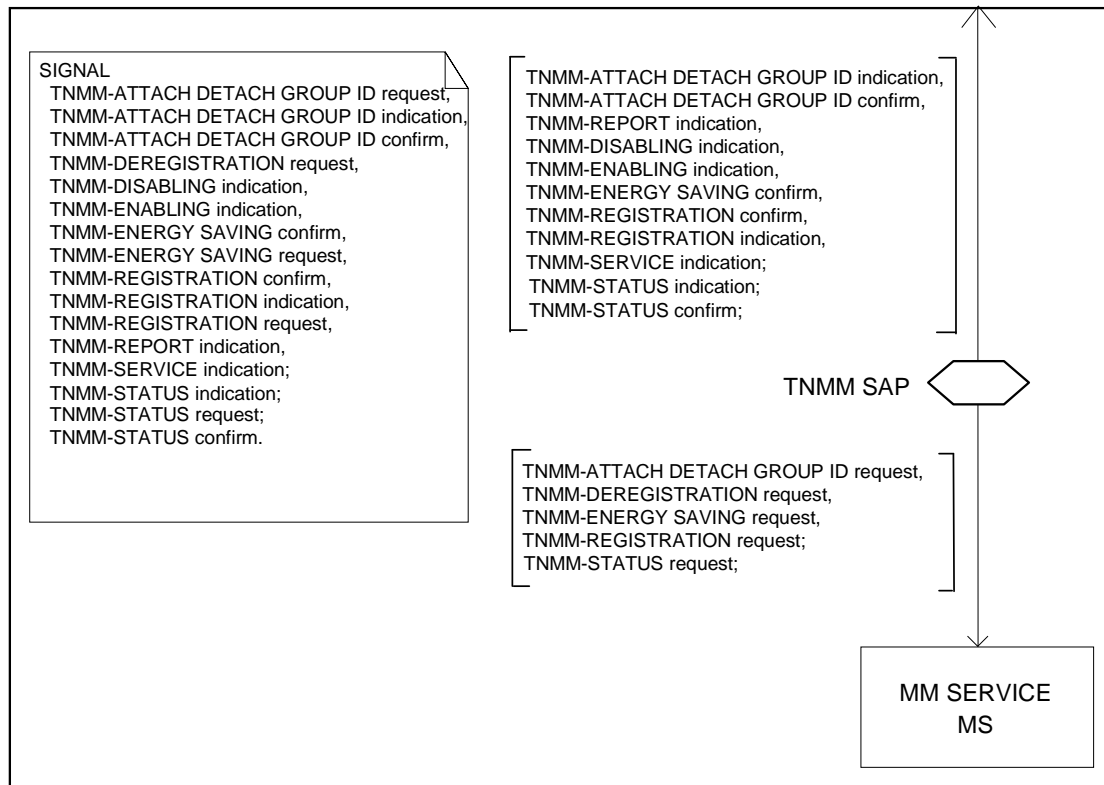 SIGNAL
TNMM-ATTACH DETACH GROUP ID request,
TNMM-ATTACH DETACH GROUP ID indication,
TNMM-ATTACH DETACH GROUP ID confirm,
TNMM-DEREGISTRATION request,
TNMM-DISABLING indication,
TNMM-ENABLING indication,
TNMM-ENERGY SAVING confirm,
TNMM-ENERGY SAVING request,
TNMM-REGISTRATION confirm,
TNMM-REGISTRATION indication,
TNMM-REGISTRATION request,
TNMM-REPORT indication,
TNMM-SERVICE indication;
TNMM-STATUS indication;
TNMM-STATUS request;
TNMM-STATUS confirm.
TNMM-ATTACH DETACH GROUP ID indication,
TNMM-ATTACH DETACH GROUP ID confirm,
TNMM-REPORT indication,
TNMM-DISABLING indication,
TNMM-ENABLING indication,
TNMM-ENERGY SAVING confirm,
TNMM-REGISTRATION confirm,
TNMM-REGISTRATION indication,
TNMM-SERVICE indication;
TNMM-STATUS indication;
TNMM-STATUS confirm;
TNMM SAP
TNMM-ATTACH DETACH GROUP ID request,
TNMM-DEREGISTRATION request,
TNMM-ENERGY SAVING request,
TNMM-REGISTRATION request;
TNMM-STATUS request;
MM SERVICE
MS